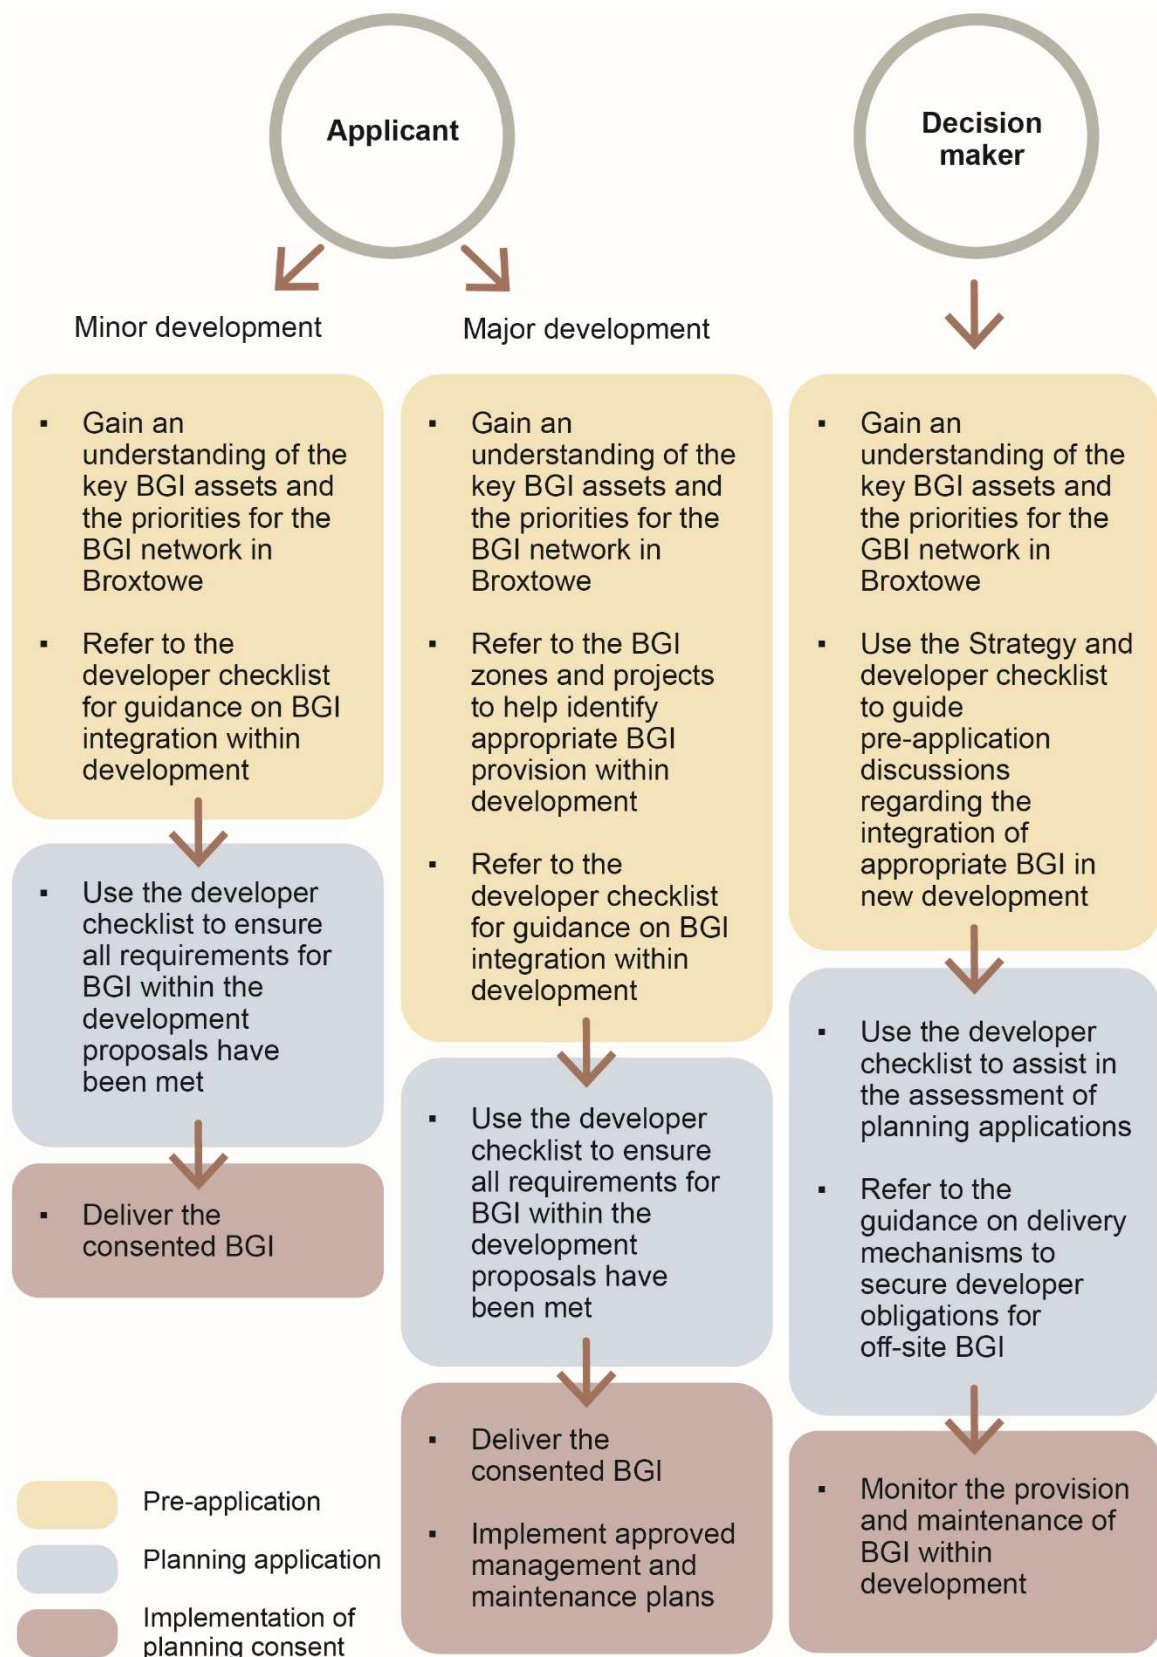 Applicant
Decision
maker
Minor development
Major development
▪ Gain an
understanding of the
key BGI assets and
the priorities for the
BGI network in
Broxtowe
▪ Refer to the
developer checklist
for guidance on BGI
integration within
development
▪ Use the developer
checklist to ensure
all requirements for
BGI within the
development
proposals have
been met
▪ Deliver the
consented BGI
▪ Gain an
understanding of the
key BGI assets and
the priorities for the
BGI network in
Broxtowe
▪ Refer to the BGI
zones and projects
to help identify
appropriate BGI
provision within
development
▪ Refer to the
developer checklist
for guidance on BGI
integration within
development
▪ Use the developer
checklist to ensure
all requirements for
BGI within the
development
proposals have
been met
▪ Deliver the
consented BGI
▪ Implement approved
management and
maintenance plans
▪ Gain an
understanding of the
key BGI assets and
the priorities for the
GBI network in
Broxtowe
▪ Use the Strategy and
developer checklist
to guide
pre-application
discussions
regarding the
integration of
appropriate BGI in
new development
▪ Use the developer
checklist to assist in
the assessment of
planning applications
▪ Refer to the
guidance on delivery
mechanisms to
secure developer
obligations for
off-site BGI
▪ Monitor the provision
and maintenance of
BGI within
development
Pre-application
Planning application
Implementation of
planning consent